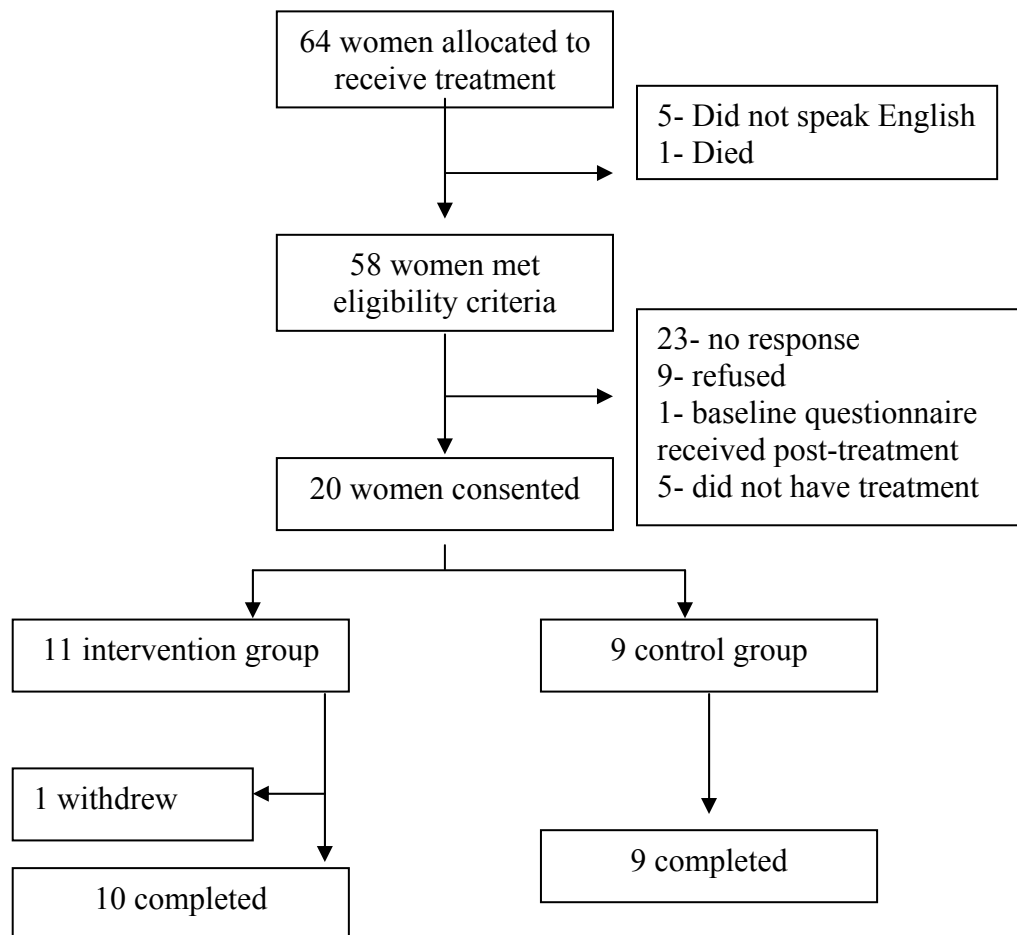 64 women allocated to
receive treatment
5- Did not speak English
1- Died
58 women met
eligibility criteria
23- no response
9- refused
1- baseline questionnaire
received post-treatment
5- did not have treatment
20 women consented
11 intervention group
9 control group
1 withdrew
9 completed
10 completed